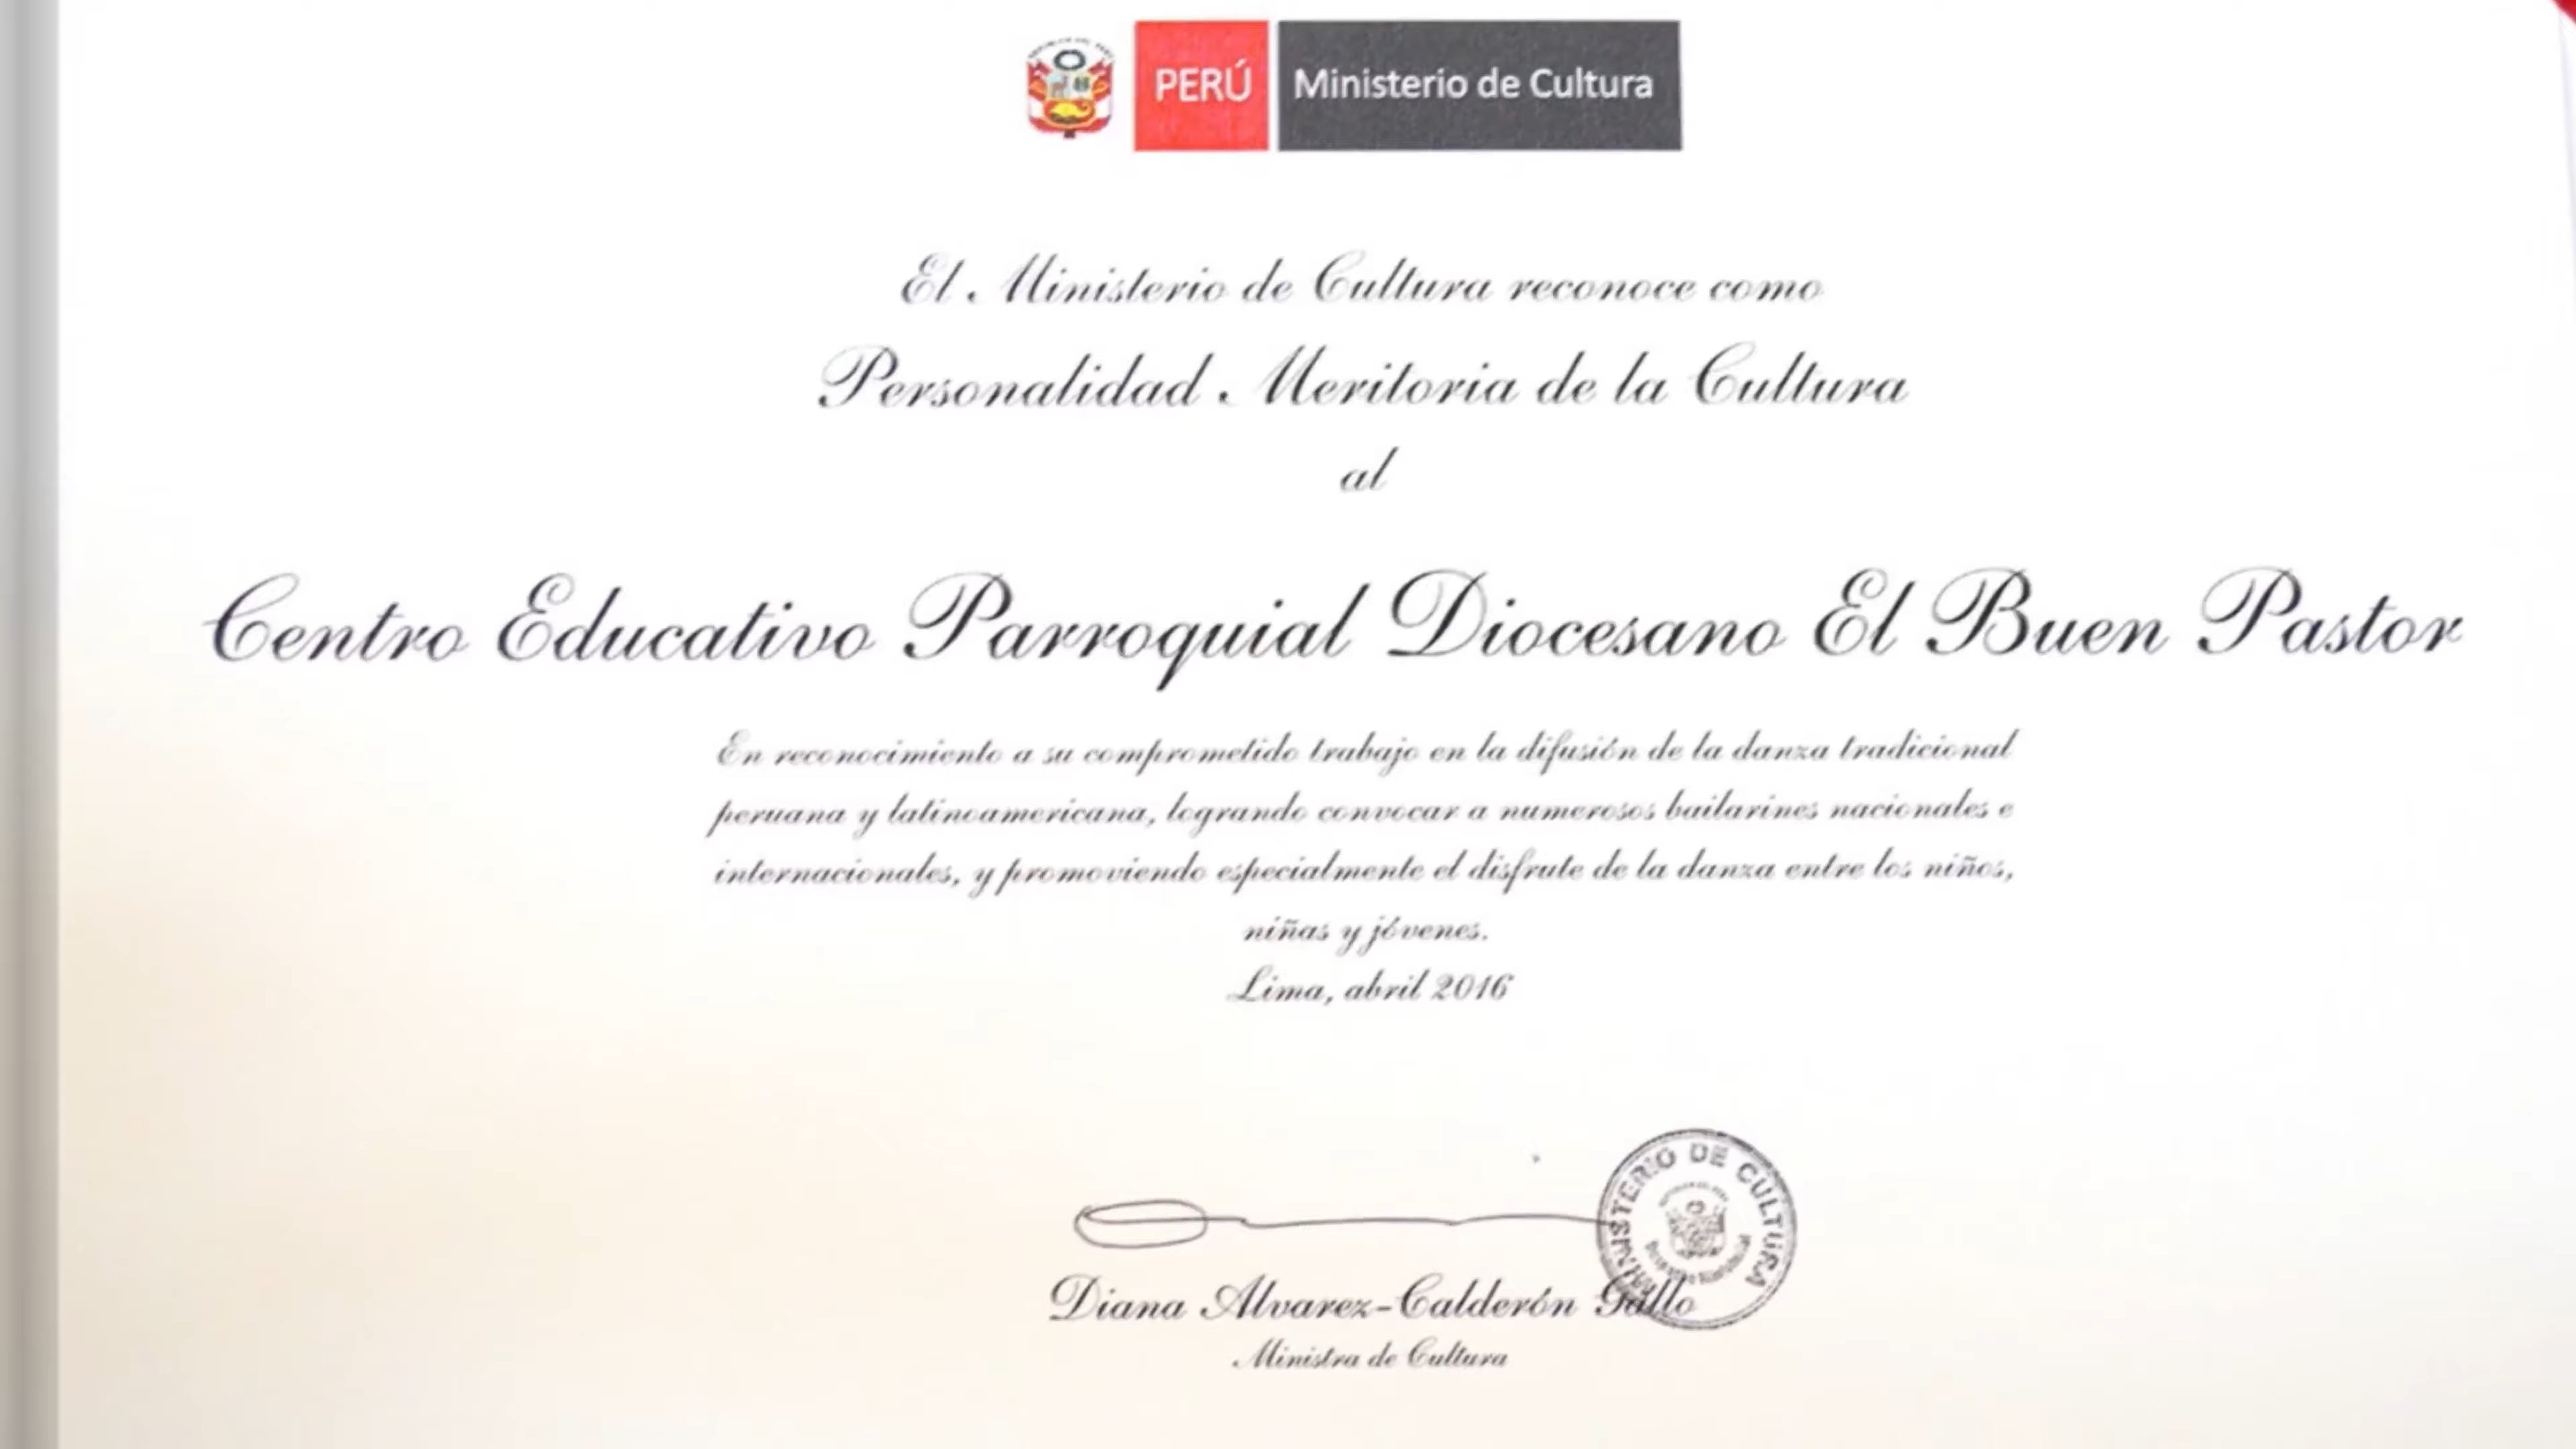 PERÚ Ministerio de Cultura
El Ministerio de Cultura reconoce como
Personalidad Meritoria de la Cultura
al
Centro Educativo Parroquial Diocesano El Buen Pastor
En reconocimiento a su comprometido trabajo en la difusión de la danza tradicional
peruana y latinoamericana, logrando convocar a numerosos bailarines nacionales e
internacionales, y promoviendo especialmente el disfrute de la danza entre los niños,
niñas y jóvenes.
Lima, abril 2016
MINISTERIO DE CULTURA
Diana Alvarez-Calderón Gallo
Ministra de Cultura